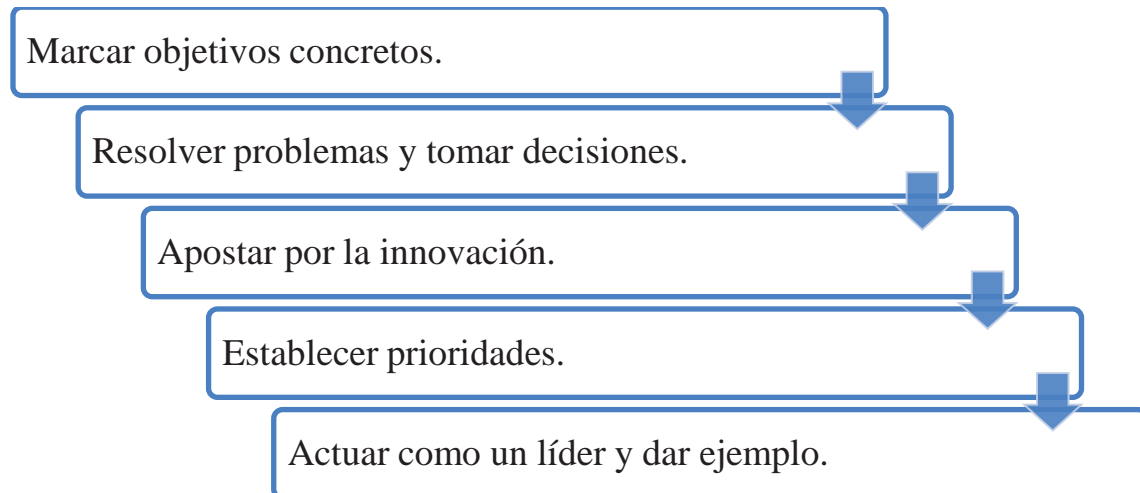 Marcar objetivos concretos.
Resolver problemas y tomar decisiones.
Apostar por la innovación.
Establecer prioridades.
Actuar como un líder y dar ejemplo.